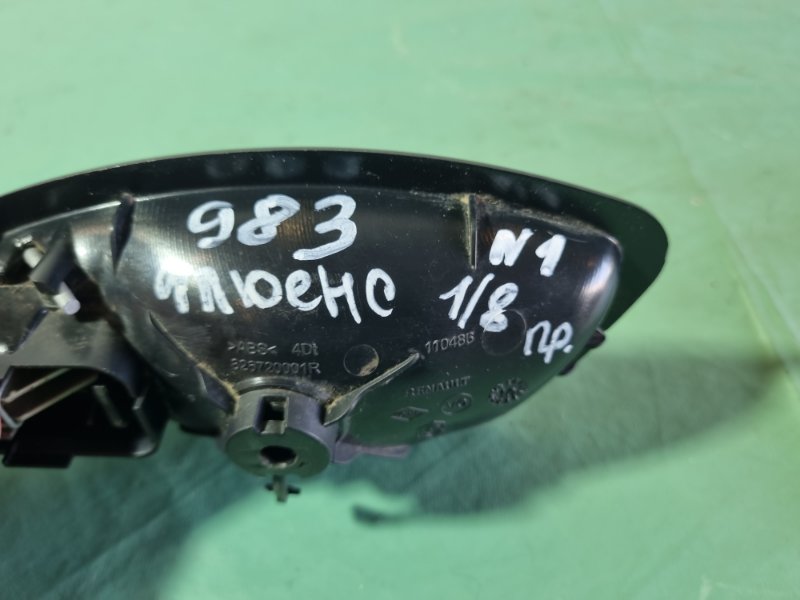 983
ФЛЮЕНС
N1
1/8
пр.
>ABS< 4Dt
826720001R
110486
RENAULT